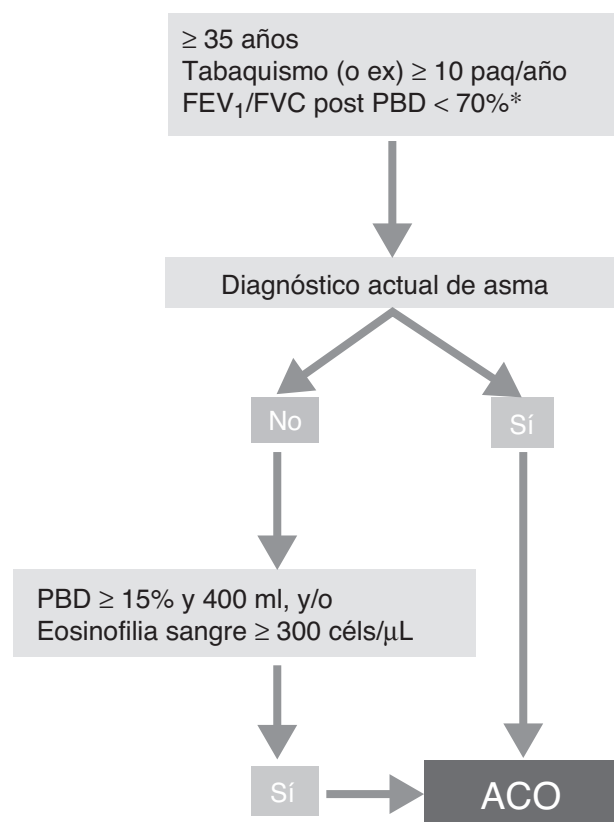 ≥ 35 años
Tabaquismo (o ex) ≥ 10 paq/año
FEV₁/FVC post PBD < 70%*
Diagnóstico actual de asma
No
Sí
PBD ≥ 15% y 400 ml, y/o
Eosinofilia sangre ≥ 300 céls/μL
Sí
ACO